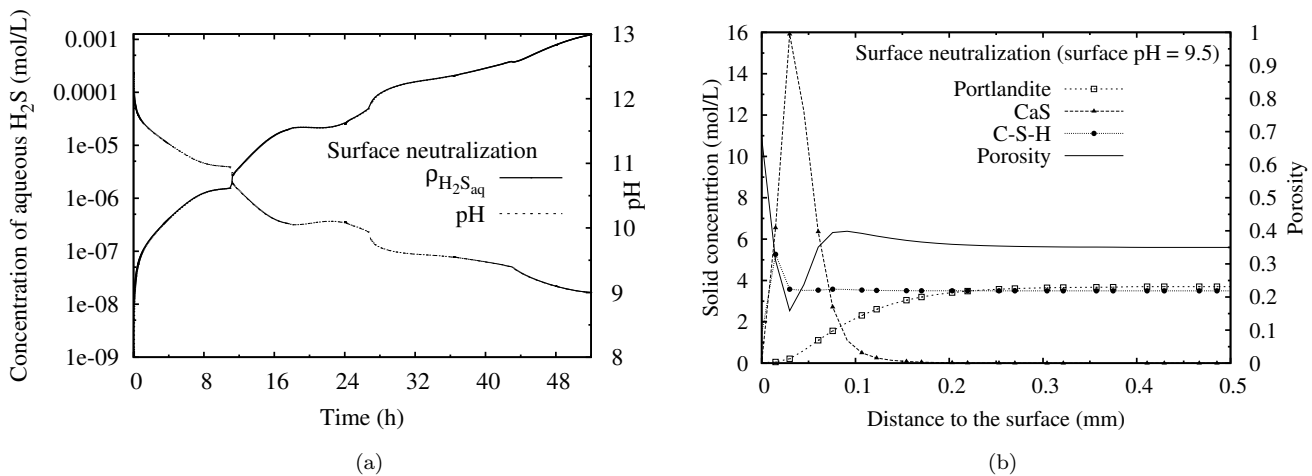 Concentration of aqueous H₂S (mol/L)
0.001
0.0001
1e-05
1e-06
1e-07
1e-08
1e-09
0 8 16 24 32 40 48
Time (h)
13
12
11
10
9
8
pH
Surface neutralization
ρH₂Saq
pH
(a)
Solid concentrtion (mol/L)
16
14
12
10
8
6
4
2
0
0 0.1 0.2 0.3 0.4 0.5
Distance to the surface (mm)
1
0.9
0.8
0.7
0.6
0.5
0.4
0.3
0.2
0.1
0
Porosity
Surface neutralization (surface pH = 9.5)
Portlandite
CaS
C-S-H
Porosity
(b)